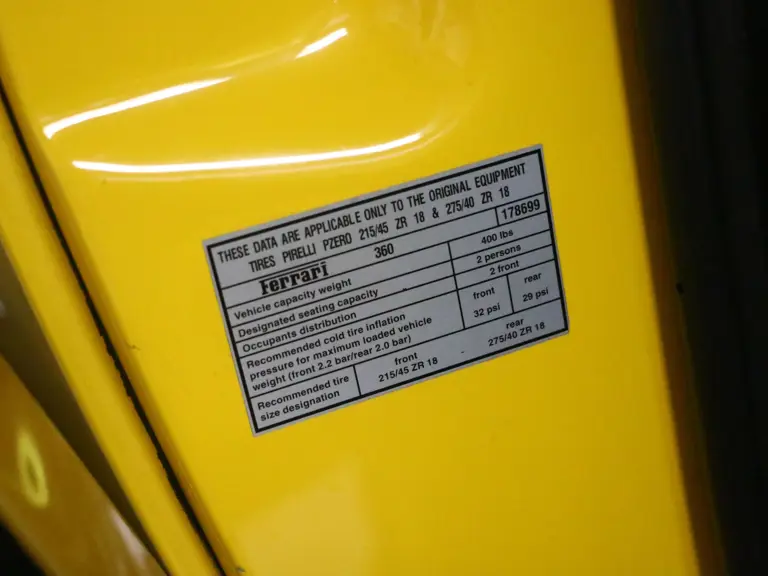 THESE DATA ARE APPLICABLE ONLY TO THE ORIGINAL EQUIPMENT
TIRES PIRELLI PZERO 215/45 ZR 18 & 275/40 ZR 18
Ferrari 360 178699
Vehicle capacity weight 400 lbs
Designated seating capacity 2 persons
Occupants distribution 2 front
Recommended cold tire inflation front rear
pressure for maximum loaded vehicle 32 psi 29 psi
weight (front 2.2 bar/rear 2.0 bar)
Recommended tire front rear
size designation 215/45 ZR 18 - 275/40 ZR 18